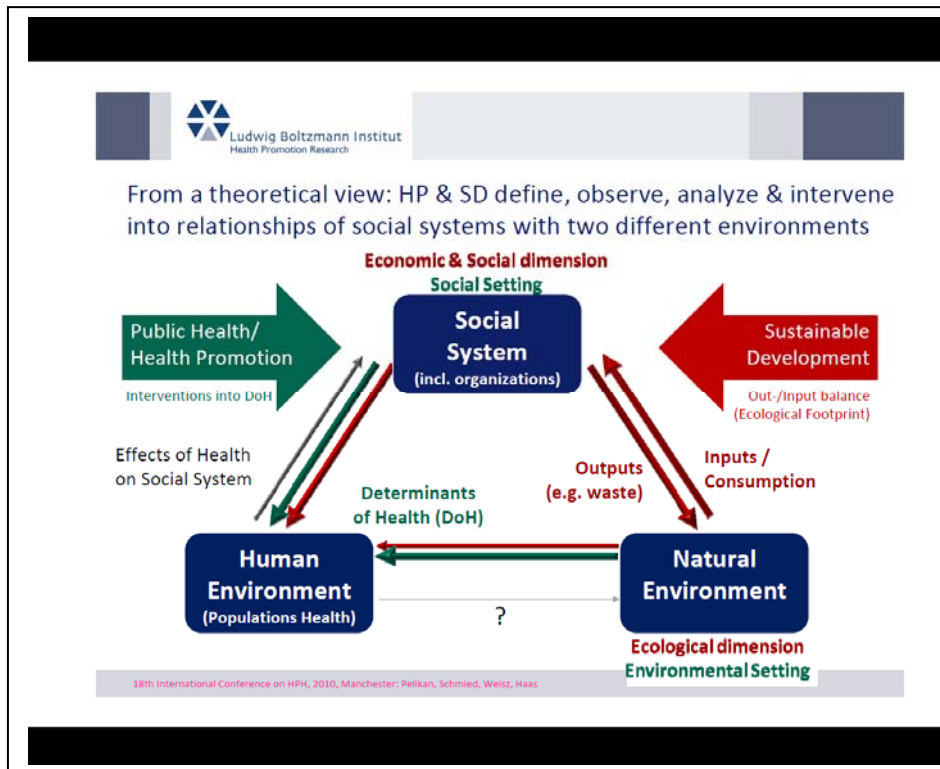 Ludwig Boltzmann Institut
Health Promotion Research
From a theoretical view: HP & SD define, observe, analyze & intervene
into relationships of social systems with two different environments
Economic & Social dimension
Social Setting
Public Health/
Health Promotion
Interventions into DoH
Social
System
(incl. organizations)
Sustainable
Development
Out-/Input balance
(Ecological Footprint)
Effects of Health
on Social System
Determinants
of Health (DoH)
Outputs
(e.g. waste)
Inputs /
Consumption
Human
Environment
(Populations Health)
?
Natural
Environment
Ecological dimension
Environmental Setting
18th International Conference on HPH, 2010, Manchester: Pelikan, Schmied, Weisz, Haas